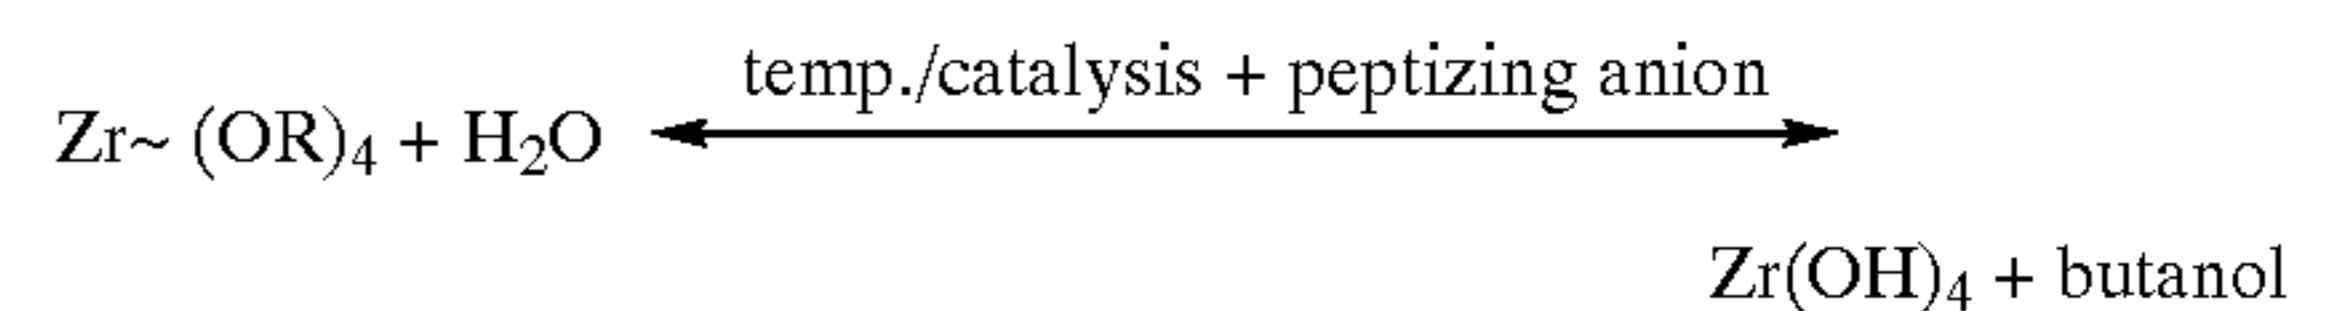 temp./catalysis + peptizing anion
Zr~ (OR)₄ + H₂O ⟷
Zr(OH)₄ + butanol